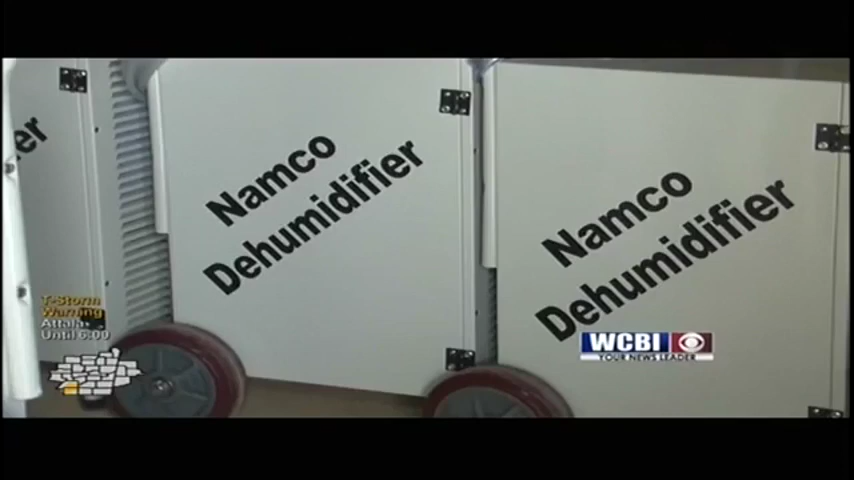 er
Namco
Dehumidifier
Namco
Dehumidifier
T-Storm
Warning
Attala
Until 6:00
WCBI
YOUR NEWS LEADER